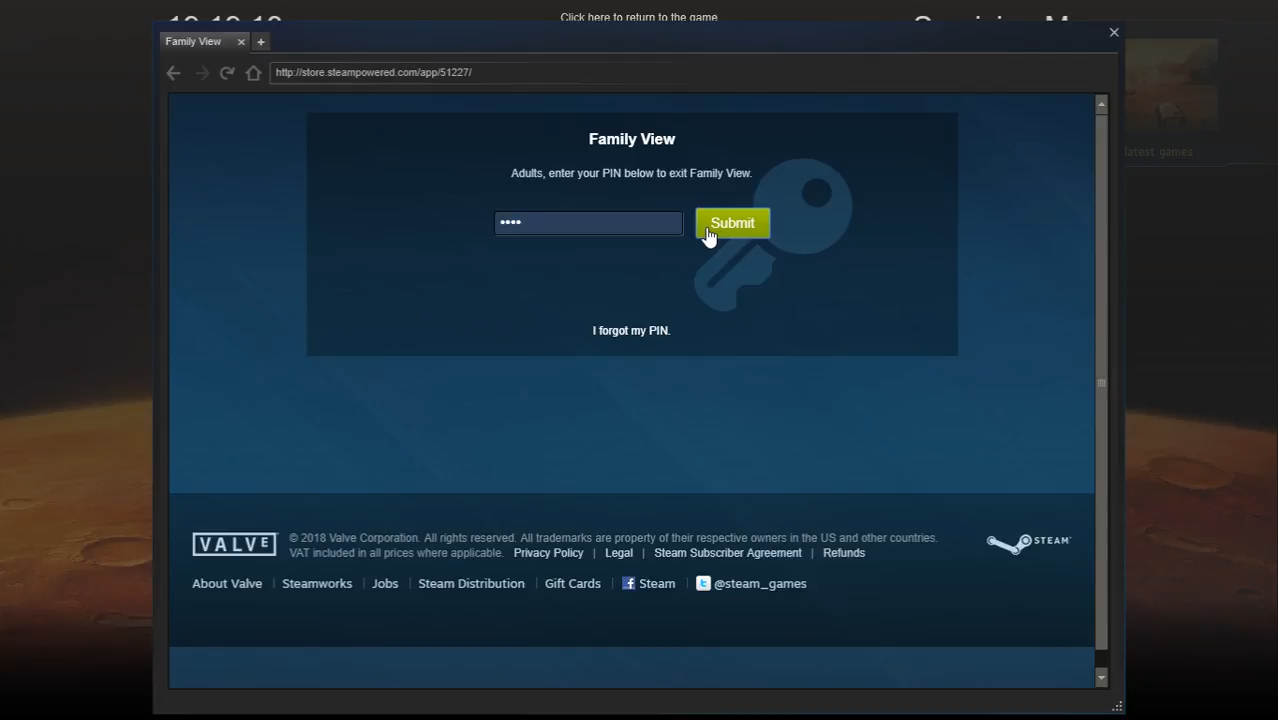 Click here to return to the game
Family View
http://store.steampowered.com/app/51227/
latest games
Family View
Adults, enter your PIN below to exit Family View.
••••
Submit
I forgot my PIN.
VALVE
© 2018 Valve Corporation. All rights reserved. All trademarks are property of their respective owners in the US and other countries.
VAT included in all prices where applicable. Privacy Policy | Legal | Steam Subscriber Agreement | Refunds
STEAM
About Valve | Steamworks | Jobs | Steam Distribution | Gift Cards | Steam | @steam_games